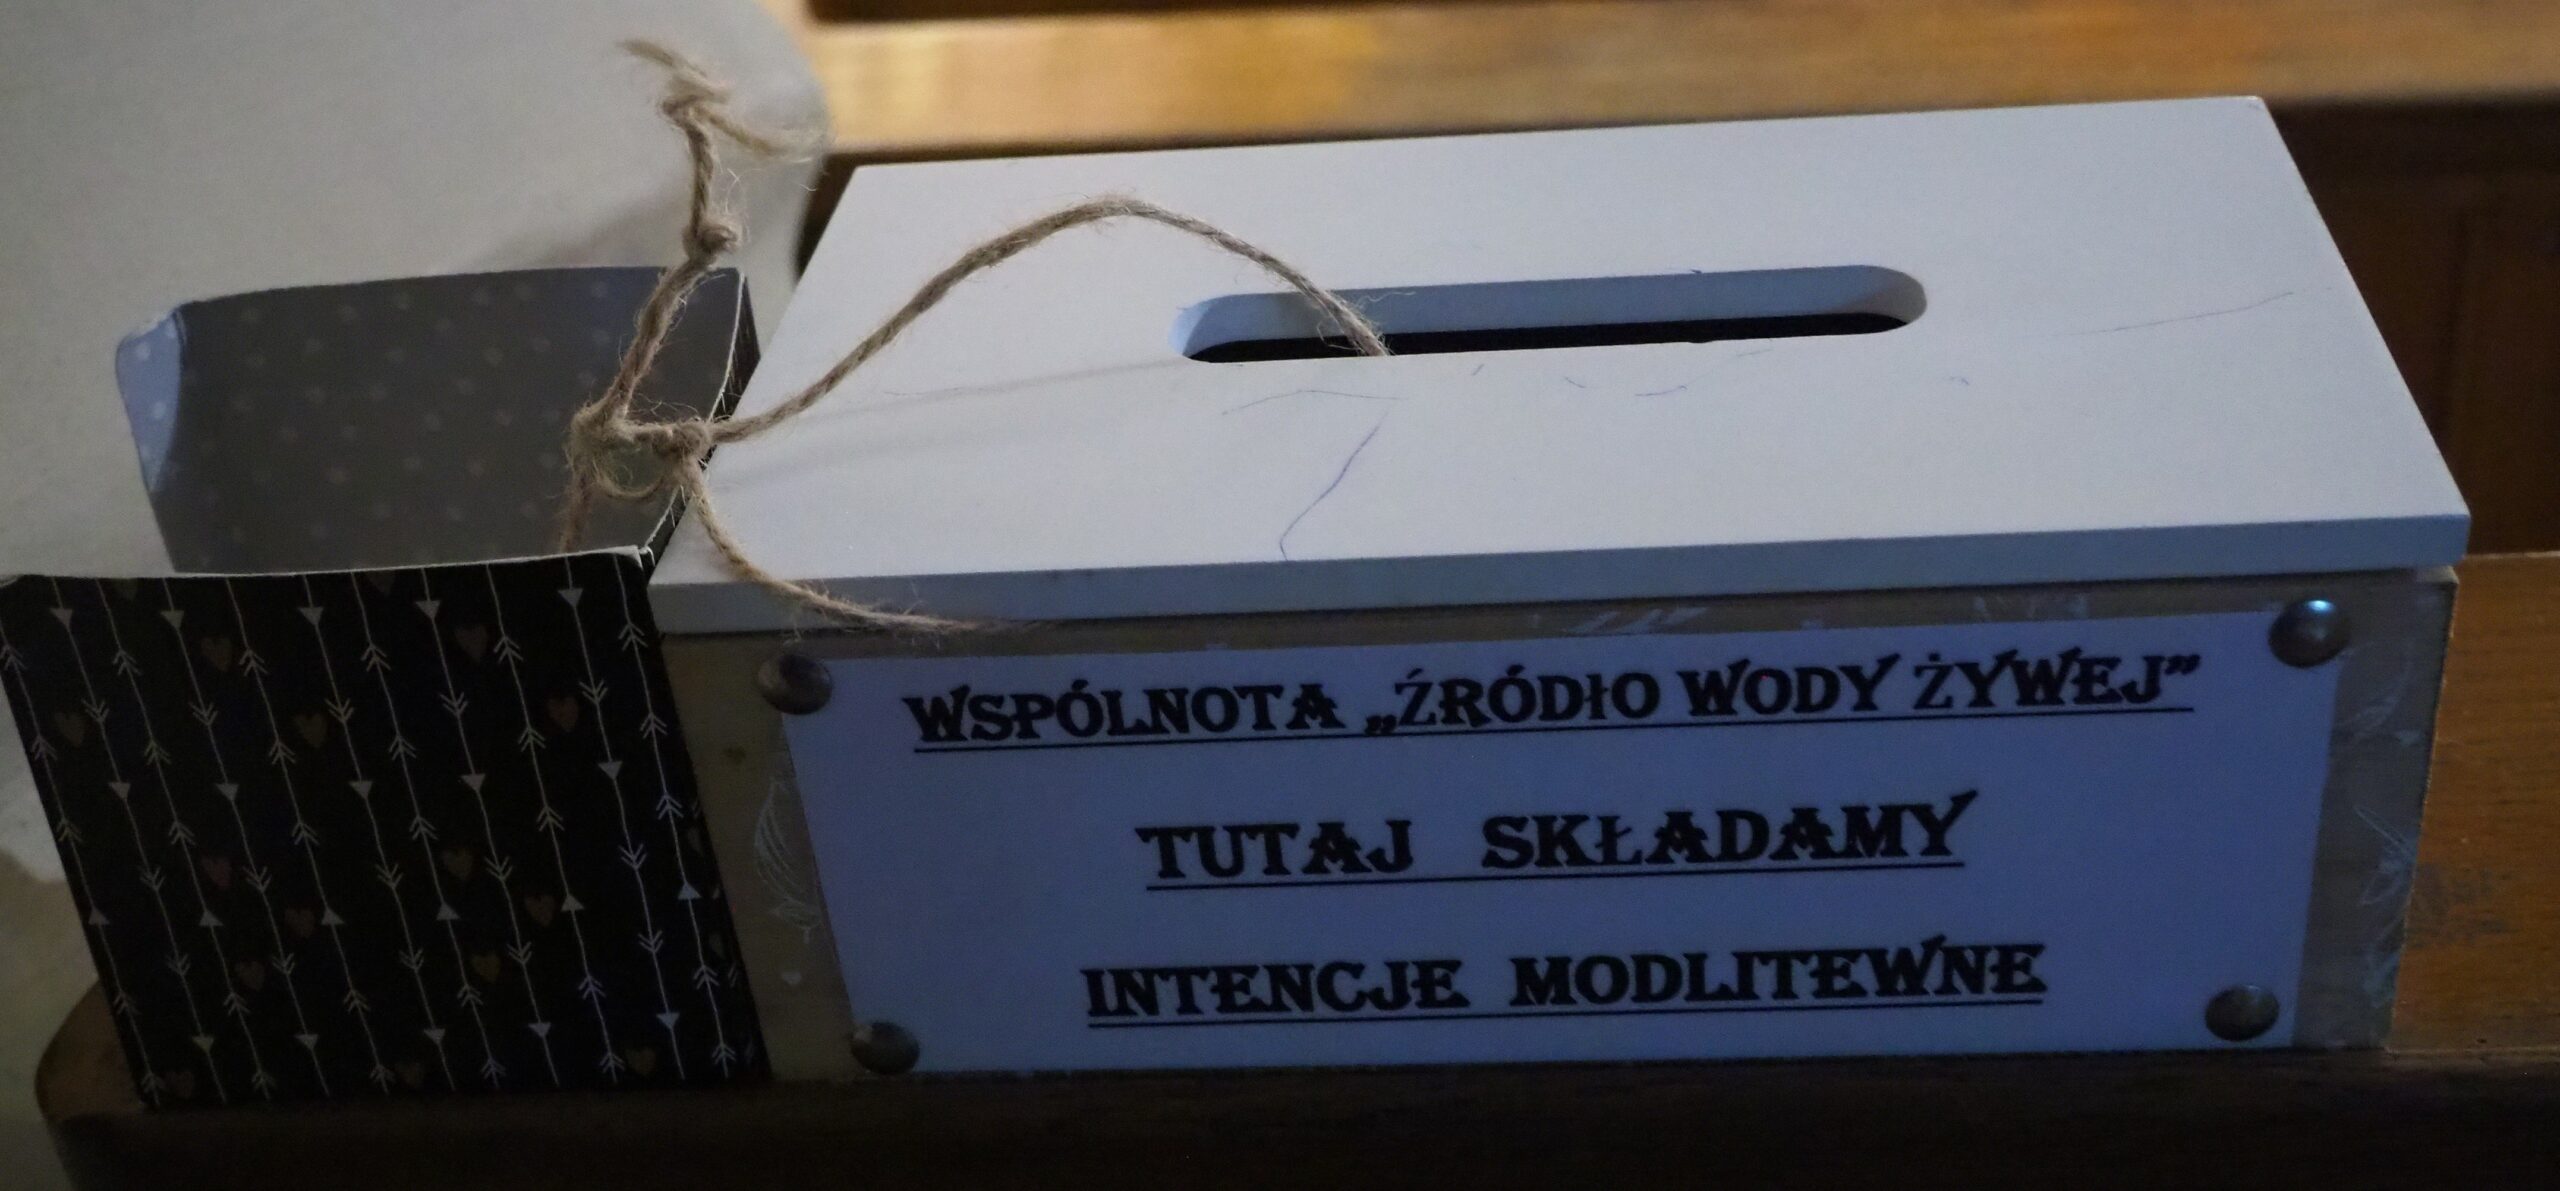 WSPÓLNOTA „ŹRÓDłO WODY ŻYWEJ”
TUTAJ SKŁADAMY
INTENCJE MODLITEWNE